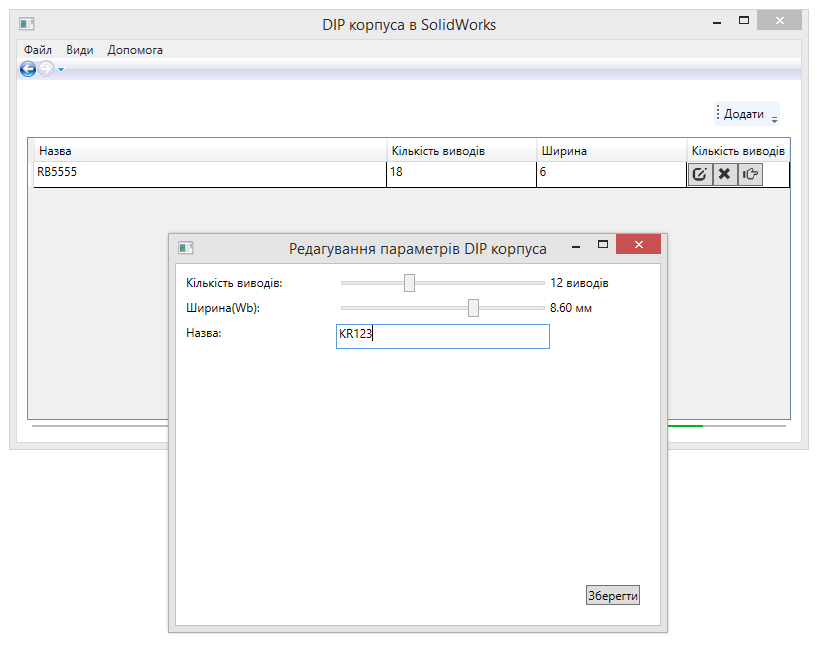 DIP корпуса в SolidWorks
Файл Види Допомога
Додати
Назва Кількість виводів Ширина Кількість виводів
RB5555 18 6
Редагування параметрів DIP корпуса
Кількість виводів: 12 виводів
Ширина(Wb): 8.60 мм
Назва: KR123
Зберегти